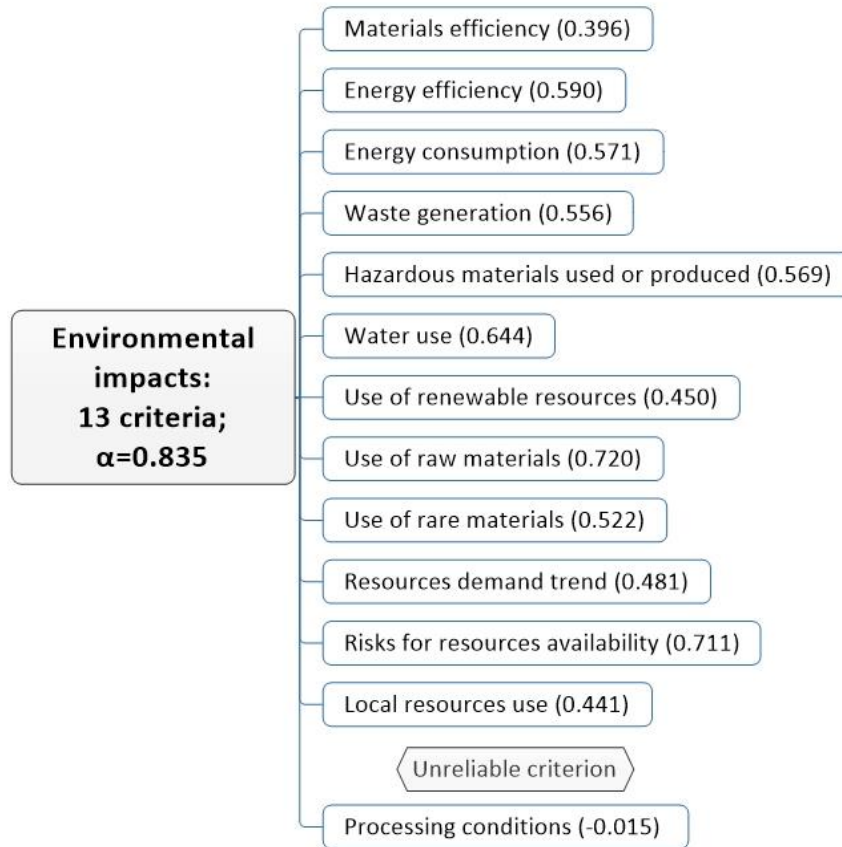 Materials efficiency (0.396)
Energy efficiency (0.590)
Energy consumption (0.571)
Waste generation (0.556)
Hazardous materials used or produced (0.569)
Environmental
impacts:
13 criteria;
α=0.835
Water use (0.644)
Use of renewable resources (0.450)
Use of raw materials (0.720)
Use of rare materials (0.522)
Resources demand trend (0.481)
Risks for resources availability (0.711)
Local resources use (0.441)
Unreliable criterion
Processing conditions (-0.015)